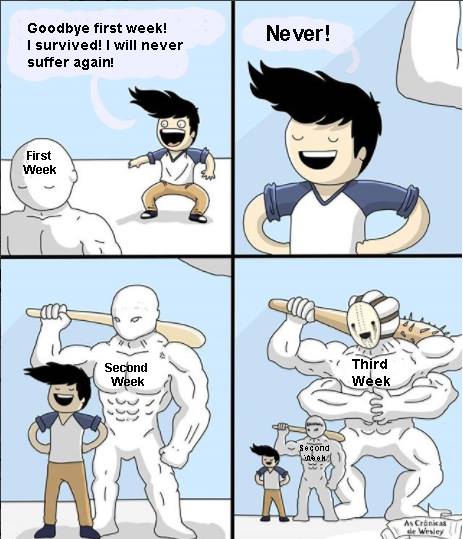 Goodbye first week!
I survived! I will never
suffer again!
Never!
First
Week
Second
Week
Third
Week
Second
Week
As Crônicas
de Wesley